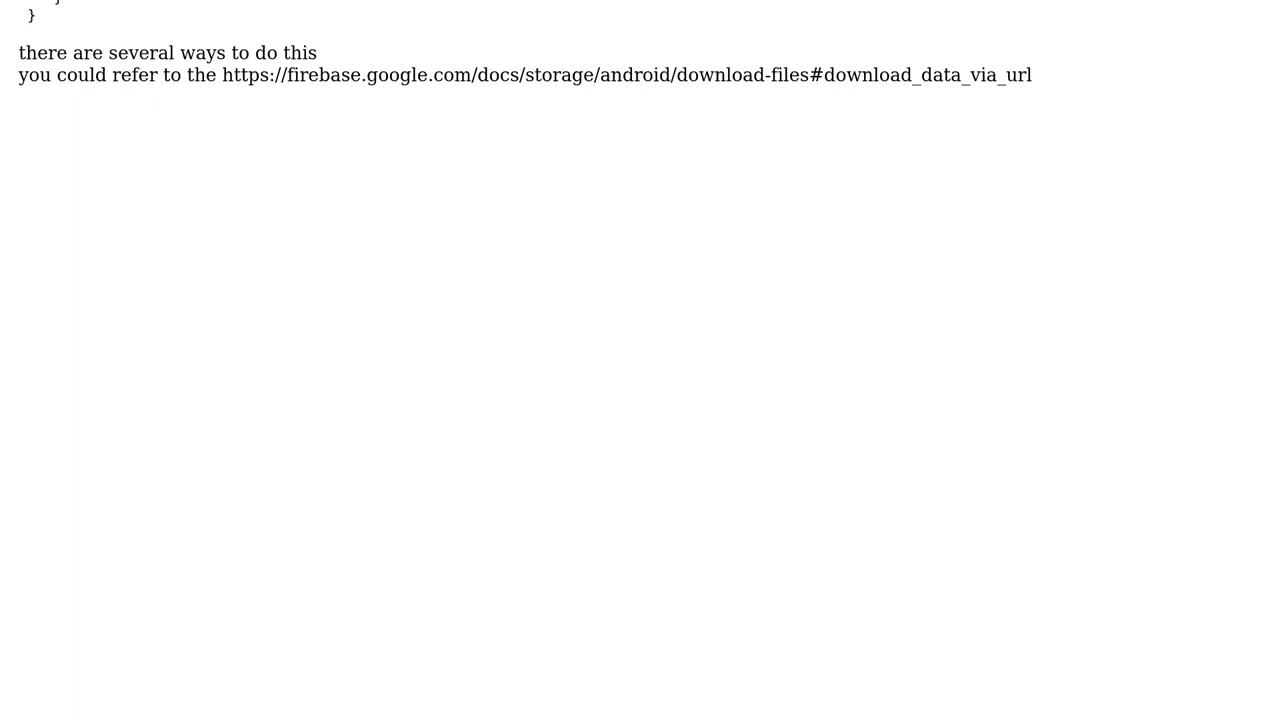 }
}
there are several ways to do this
you could refer to the https://firebase.google.com/docs/storage/android/download-files#download_data_via_url